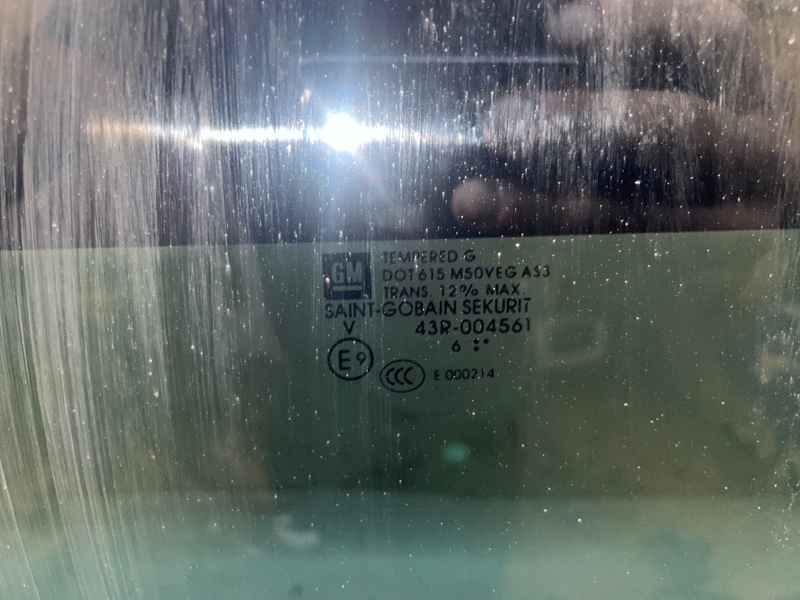 GM
TEMPERED G
DOT 615 M50VEG AS3
TRANS. 12% MAX.
SAINT-GOBAIN SEKURIT
V 43R-004561
6
E9 CCC E 000214